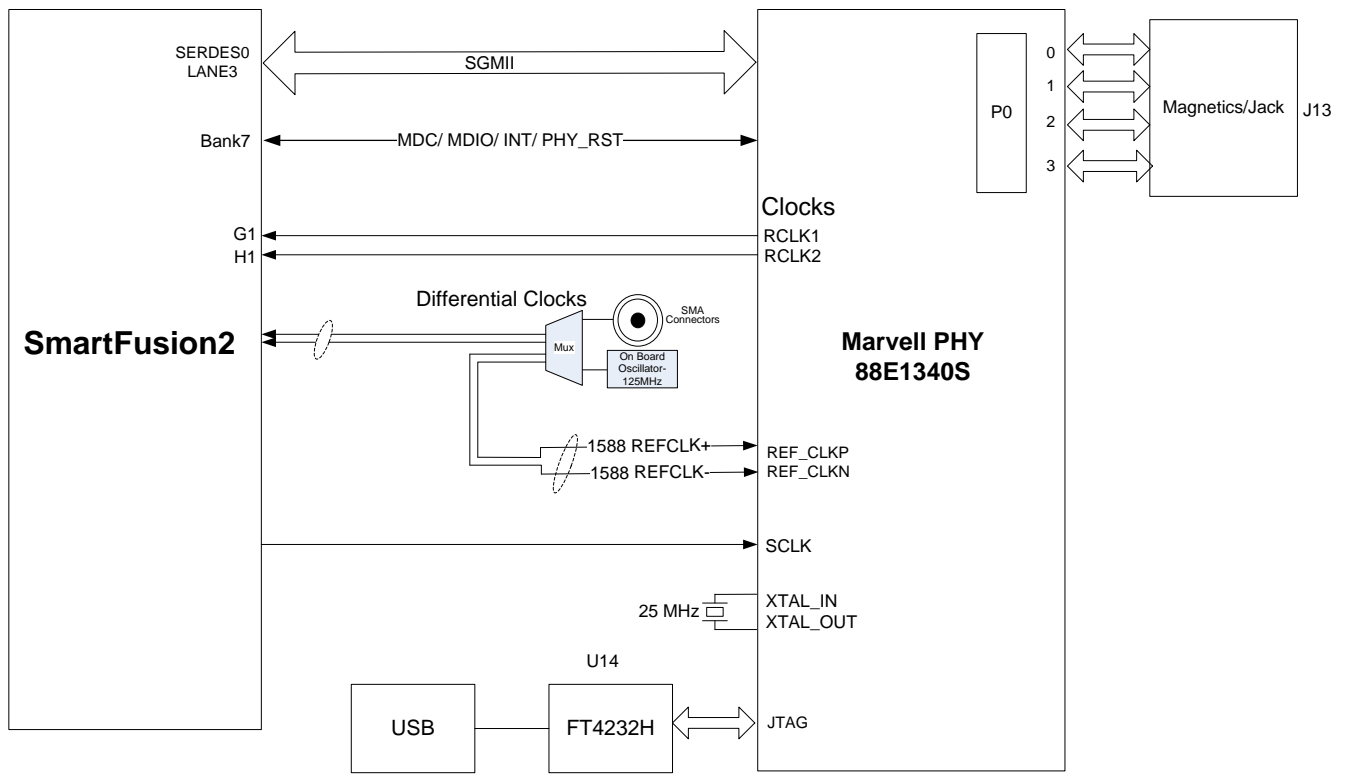 SERDES0
LANE3
SGMII
0
1
2
3
P0
Magnetics/Jack
J13
Bank7
MDC/ MDIO/ INT/ PHY_RST
Clocks
G1
RCLK1
H1
RCLK2
Differential Clocks
SMA
Connectors
Mux
On Board
Oscillator-
125MHz
SmartFusion2
Marvell PHY
88E1340S
1588 REFCLK+
REF_CLKP
1588 REFCLK-
REF_CLKN
SCLK
25 MHz
XTAL_IN
XTAL_OUT
U14
USB
FT4232H
JTAG